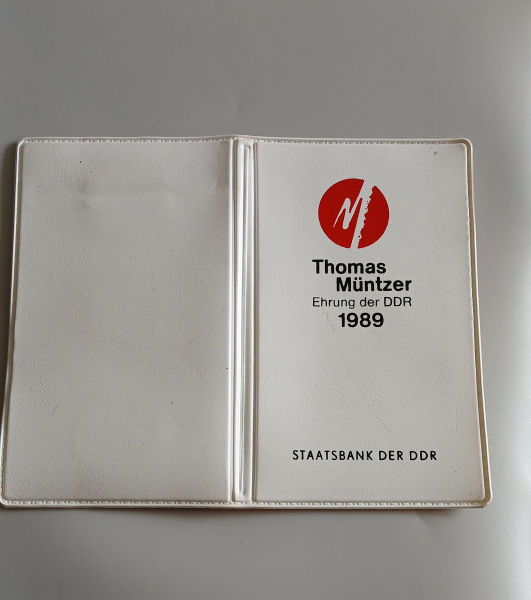 Thomas
Müntzer
Ehrung der DDR
1989
STAATSBANK DER DDR